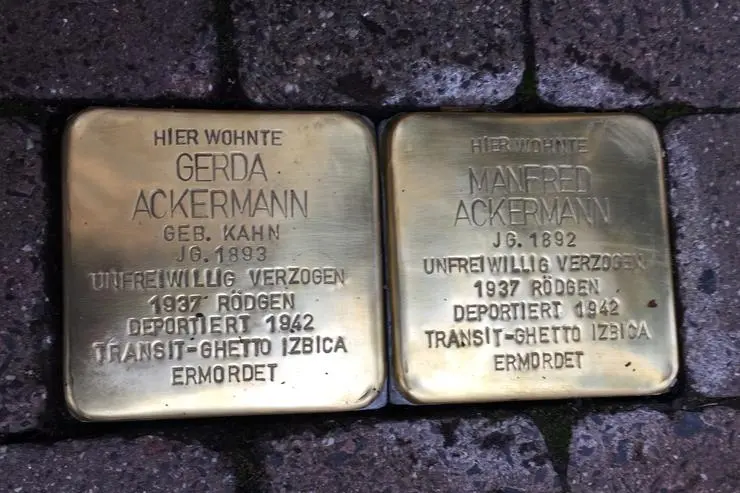 HIER WOHNTE
GERDA
ACKERMANN
GEB. KAHN
JG. 1893
UNFREIWILLIG VERZOGEN
1937 RÖDGEN
DEPORTIERT 1942
TRANSIT-GHETTO IZBICA
ERMORDET
HIER WOHNTE
MANFRED
ACKERMANN
JG. 1892
UNFREIWILLIG VERZOGEN
1937 RÖDGEN
DEPORTIERT 1942
TRANSIT-GHETTO IZBICA
ERMORDET